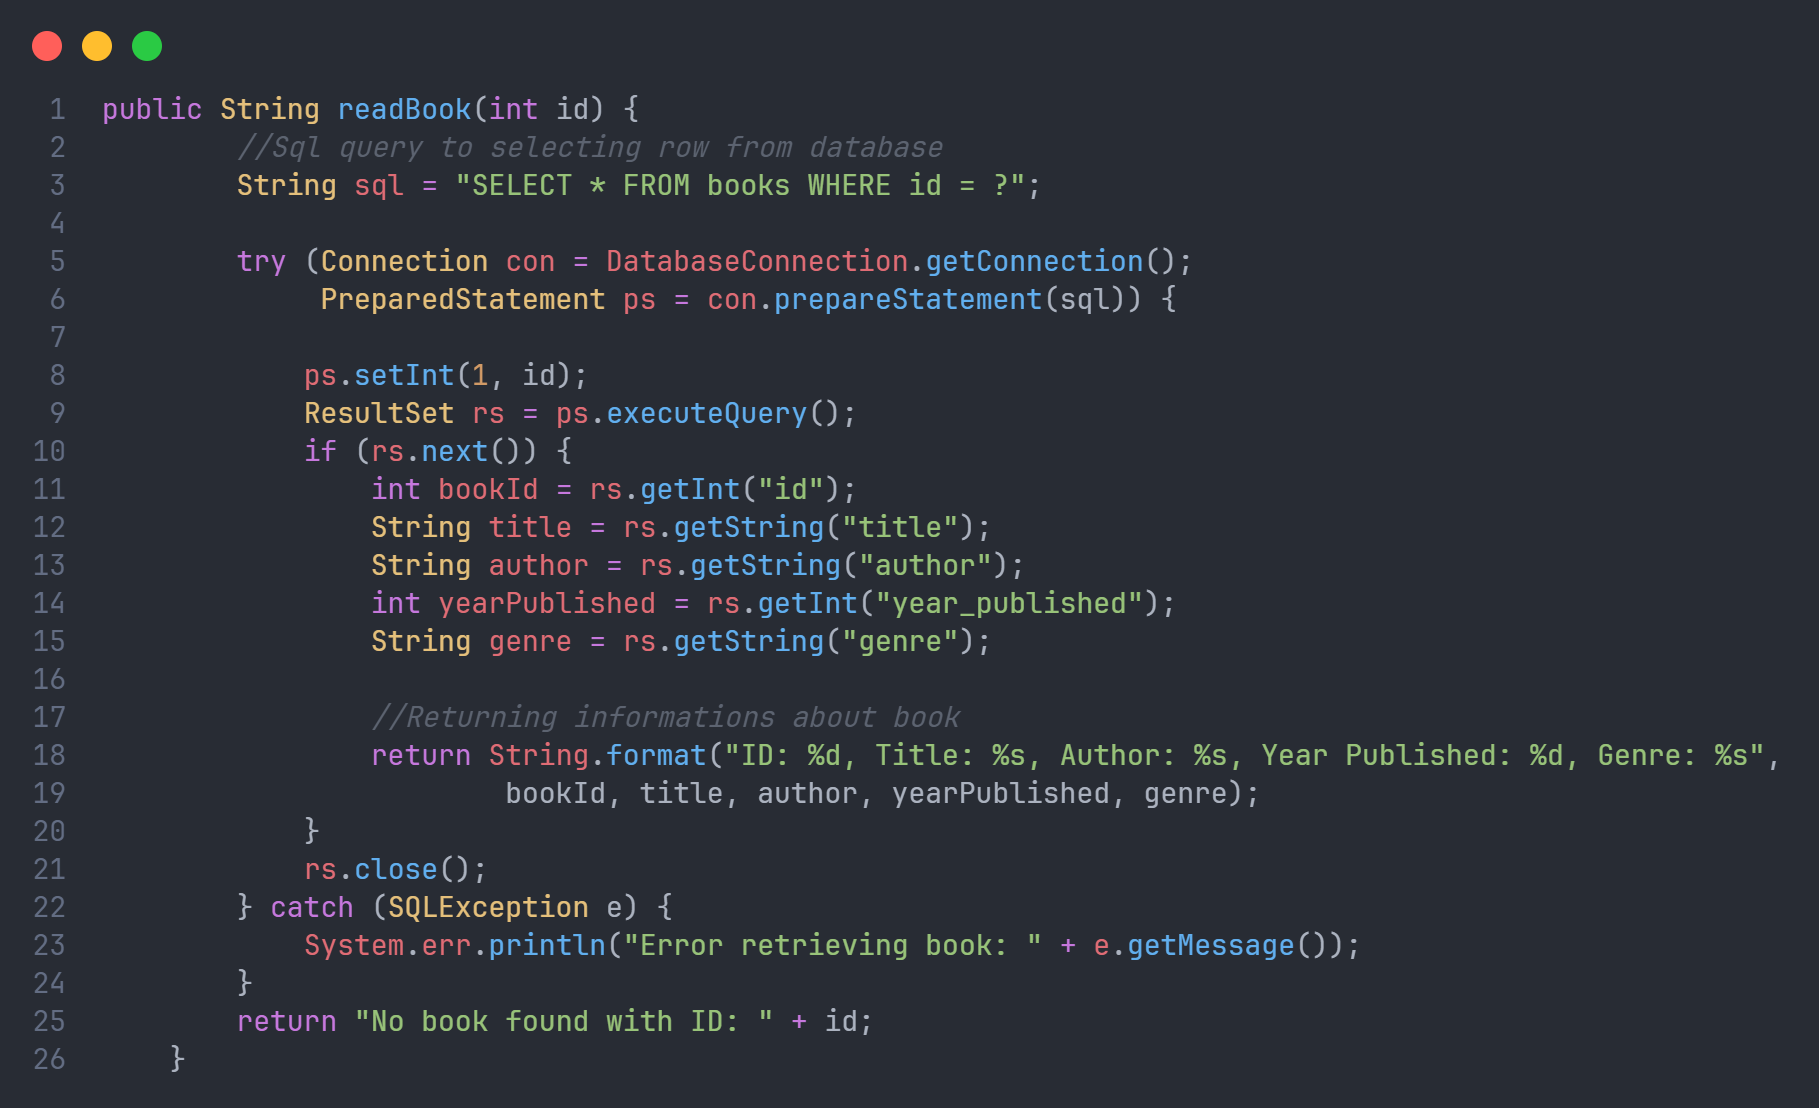 1 public String readBook(int id) {
2 //Sql query to selecting row from database
3 String sql = "SELECT * FROM books WHERE id = ?";
4
5 try (Connection con = DatabaseConnection.getConnection();
6 PreparedStatement ps = con.prepareStatement(sql)) {
7
8 ps.setInt(1, id);
9 ResultSet rs = ps.executeQuery();
10 if (rs.next()) {
11 int bookId = rs.getInt("id");
12 String title = rs.getString("title");
13 String author = rs.getString("author");
14 int yearPublished = rs.getInt("year_published");
15 String genre = rs.getString("genre");
16
17 //Returning informations about book
18 return String.format("ID: %d, Title: %s, Author: %s, Year Published: %d, Genre: %s",
19 bookId, title, author, yearPublished, genre);
20 }
21 rs.close();
22 } catch (SQLException e) {
23 System.err.println("Error retrieving book: " + e.getMessage());
24 }
25 return "No book found with ID: " + id;
26 }